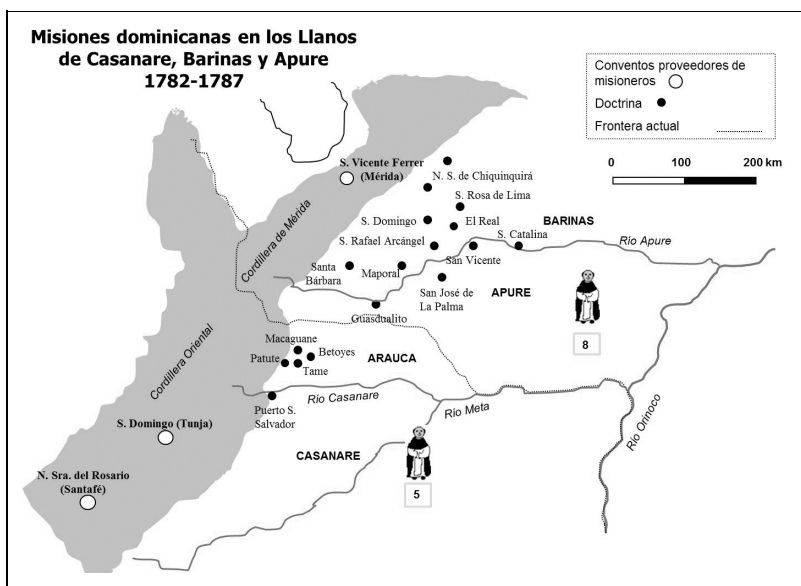 Misiones dominicanas en los Llanos
de Casanare, Barinas y Apure
1782-1787
Conventos proveedores de
misioneros
Doctrina
Frontera actual
0 100 200 km
S. Vicente Ferrer
(Mérida)
N. S. de Chiquinquirá
S. Rosa de Lima
S. Domingo
El Real
BARINAS
S. Catalina
S. Rafael Arcángel
Río Apure
San Vicente
Santa
Bárbara
Maporal
San José de
La Palma
APURE
Guasdualito
8
Cordillera de Mérida
Cordillera Oriental
Macaguane
Betoyes
Patute
Tame
ARAUCA
Río Casanare
Puerto S.
Salvador
Río Meta
Río Orinoco
S. Domingo (Tunja)
CASANARE
N. Sra. del Rosario
(Santafé)
5